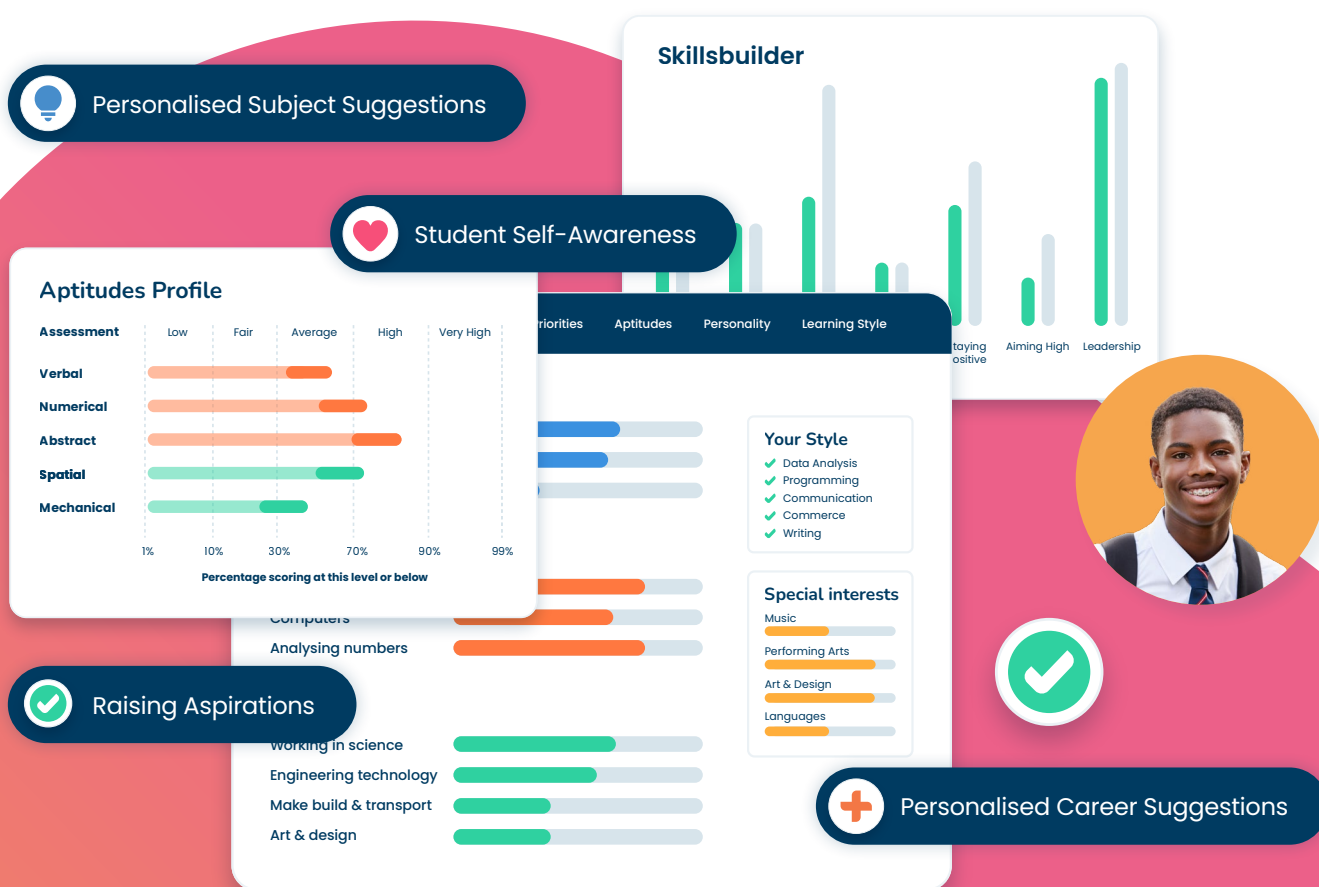 Skillsbuilder
Personalised Subject Suggestions
Student Self-Awareness
Aptitudes Profile
Assessment
Low
Fair
Average
High
Very High
Verbal
Numerical
Abstract
Spatial
Mechanical
1%
10%
30%
70%
90%
99%
Percentage scoring at this level or below
Aptitudes
Personality
Learning Style
Aiming High
Leadership
Your Style
Data Analysis
Programming
Communication
Commerce
Writing
Special interests
Music
Performing Arts
Art & Design
Languages
Computers
Analysing numbers
Raising Aspirations
Working in science
Engineering technology
Make build & transport
Art & design
Personalised Career Suggestions